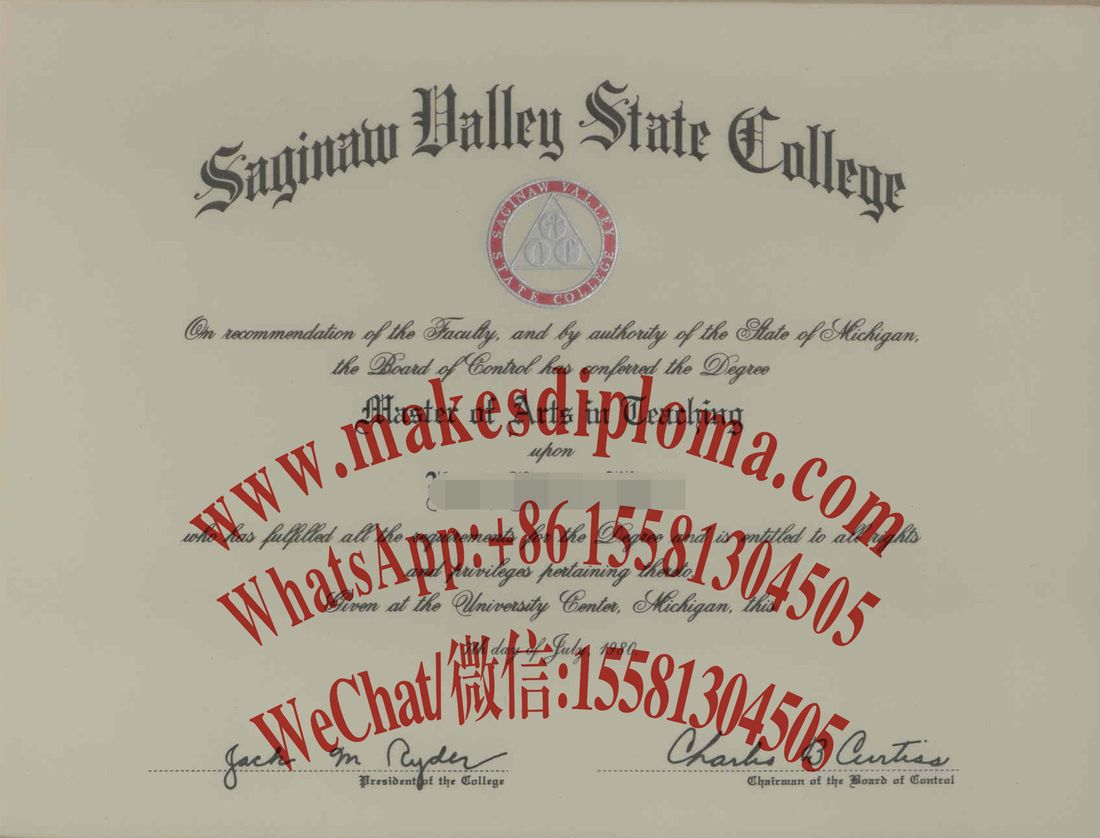 Saginaw Valley State College
SAGINAW VALLEY
STATE COLLEGE
On recommendation of the Faculty, and by authority of the State of Michigan,
the Board of Control has conferred the Degree
Master of Arts in Teaching
www.makesdiploma.com
upon
WhatsApp:+86 15581304505
who has fulfilled all the requirements for the Degree and is entitled to all rights
and privileges pertaining thereto.
Given at the University Center, Michigan, this
day of July, 1980.
WeChat/微信:15581304505
Jack M Ryder
Charles B Curtiss
President of the College
Chairman of the Board of Control